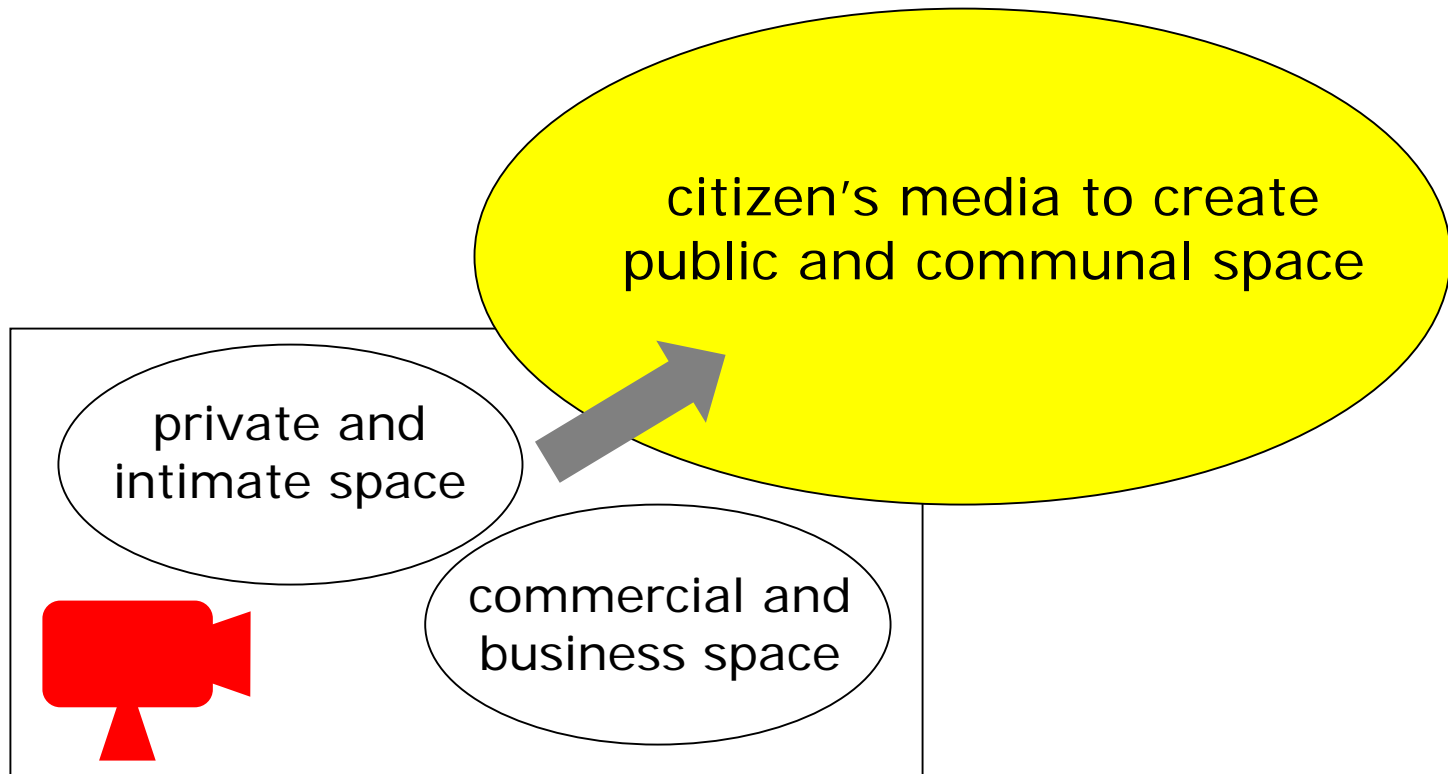 citizen’s media to create
public and communal space
private and
intimate space
commercial and
business space